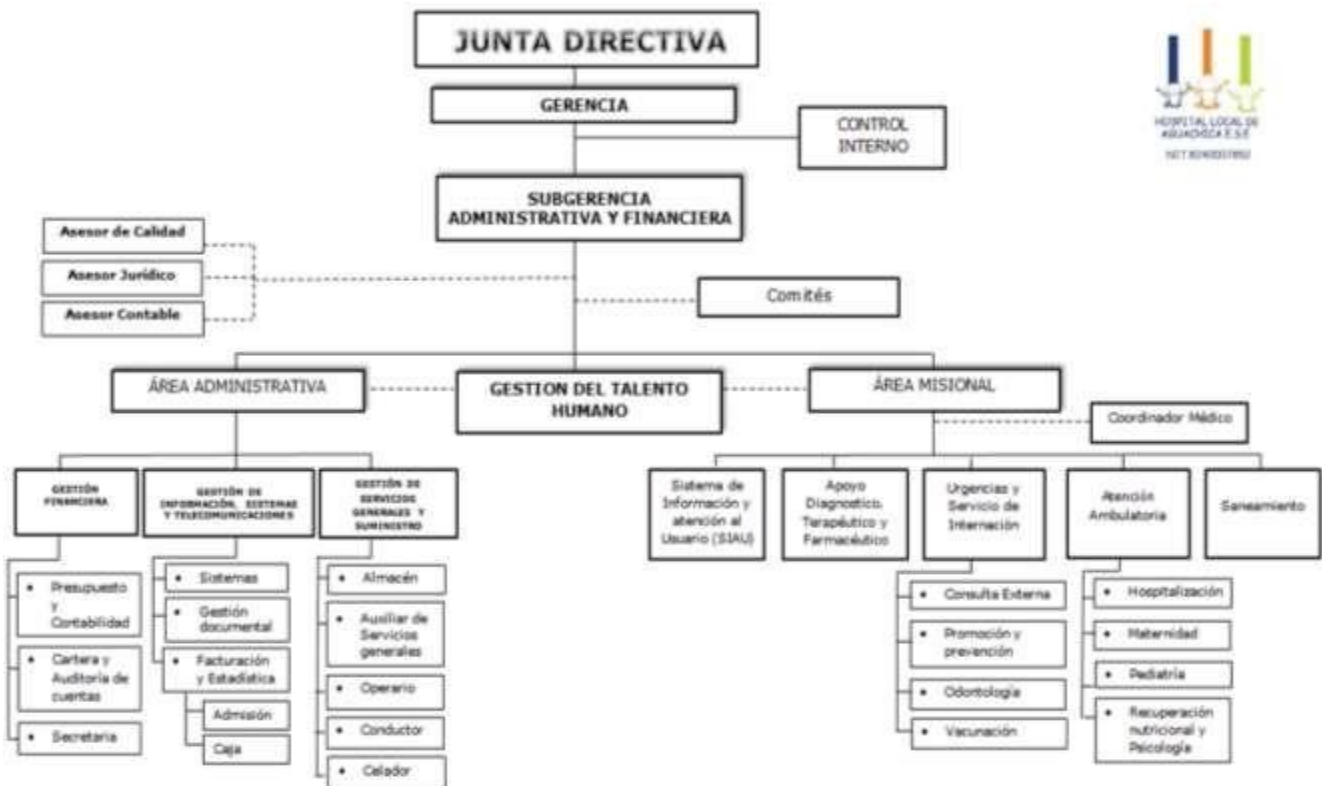 JUNTA DIRECTIVA
GERENCIA
CONTROL
INTERNO
HOSPITAL LOCAL DE
AGUACHICA E.S.E
NIT
SUBGERENCIA
ADMINISTRATIVA Y FINANCIERA
Asesor de Calidad
Asesor Jurídico
Asesor Contable
Comités
ÁREA ADMINISTRATIVA
GESTION DEL TALENTO
HUMANO
ÁREA MISIONAL
Coordinador Médico
GESTIÓN
FINANCIERA
GESTIÓN DE
INFORMACIÓN, SISTEMAS
Y TELECOMUNICACIONES
GESTIÓN DE
SERVICIOS
GENERALES Y
SUMINISTRO
Sistema de
Información y
atención al
Usuario (SIAU)
Apoyo
Diagnostico,
Terapéutico y
Farmacéutico
Urgencias y
Servicio de
Internación
Atención
Ambulatoria
Saneamiento
• Presupuesto
y
Contabilidad
• Cartera y
Auditoría de
cuentas
• Secretaria
• Sistemas
• Gestión
documental
• Facturación
y Estadística
Admisión
Caja
• Almacén
• Auxiliar de
Servicios
generales
• Operario
• Conductor
• Celador
• Consulta Externa
• Promoción y
prevención
• Odontología
• Vacunación
• Hospitalización
• Maternidad
• Pediatría
• Recuperación
nutricional y
Psicología